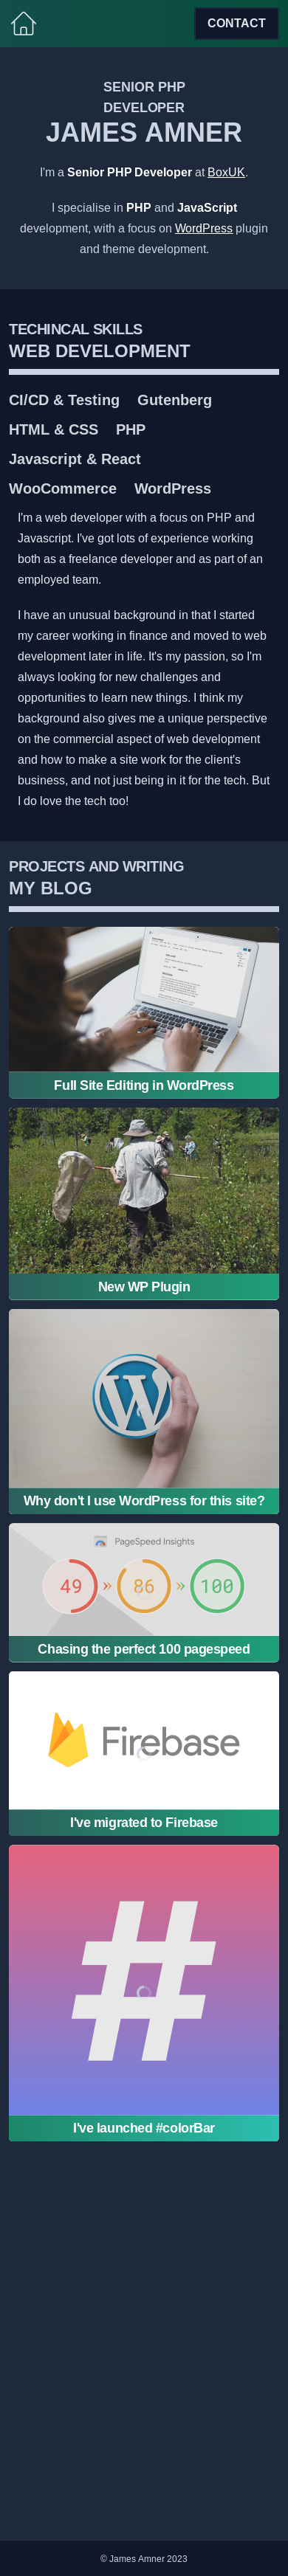 CONTACT
SENIOR PHP
DEVELOPER
JAMES AMNER
I'm a Senior PHP Developer at BoxUK.
I specialise in PHP and JavaScript
development, with a focus on WordPress plugin
and theme development.
TECHINCAL SKILLS
WEB DEVELOPMENT
CI/CD & Testing Gutenberg
HTML & CSS PHP
Javascript & React
WooCommerce WordPress
I'm a web developer with a focus on PHP and
Javascript. I've got lots of experience working
both as a freelance developer and as part of an
employed team.
I have an unusual background in that I started
my career working in finance and moved to web
development later in life. It's my passion, so I'm
always looking for new challenges and
opportunities to learn new things. I think my
background also gives me a unique perspective
on the commercial aspect of web development
and how to make a site work for the client's
business, and not just being in it for the tech. But
I do love the tech too!
PROJECTS AND WRITING
MY BLOG
Full Site Editing in WordPress
New WP Plugin
W
Why don't I use WordPress for this site?
PageSpeed Insights
49 » 86 » 100
Chasing the perfect 100 pagespeed
Firebase
I've migrated to Firebase
#
I've launched #colorBar
© James Amner 2023